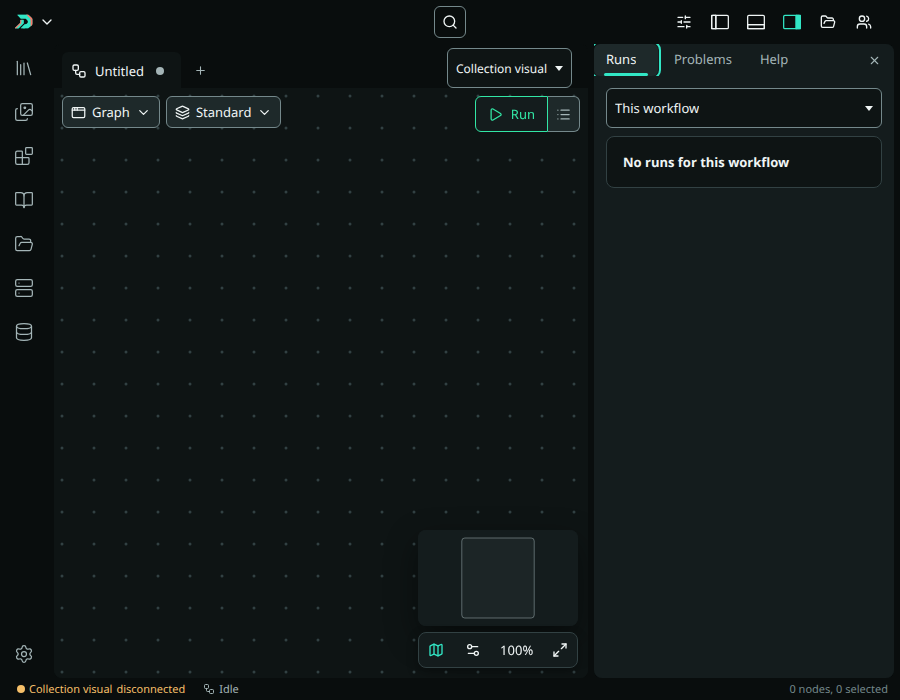 Untitled
Collection visual
Runs
Problems
Help
Graph
Standard
Run
This workflow
No runs for this workflow
100%
Collection visual disconnected
Idle
0 nodes, 0 selected